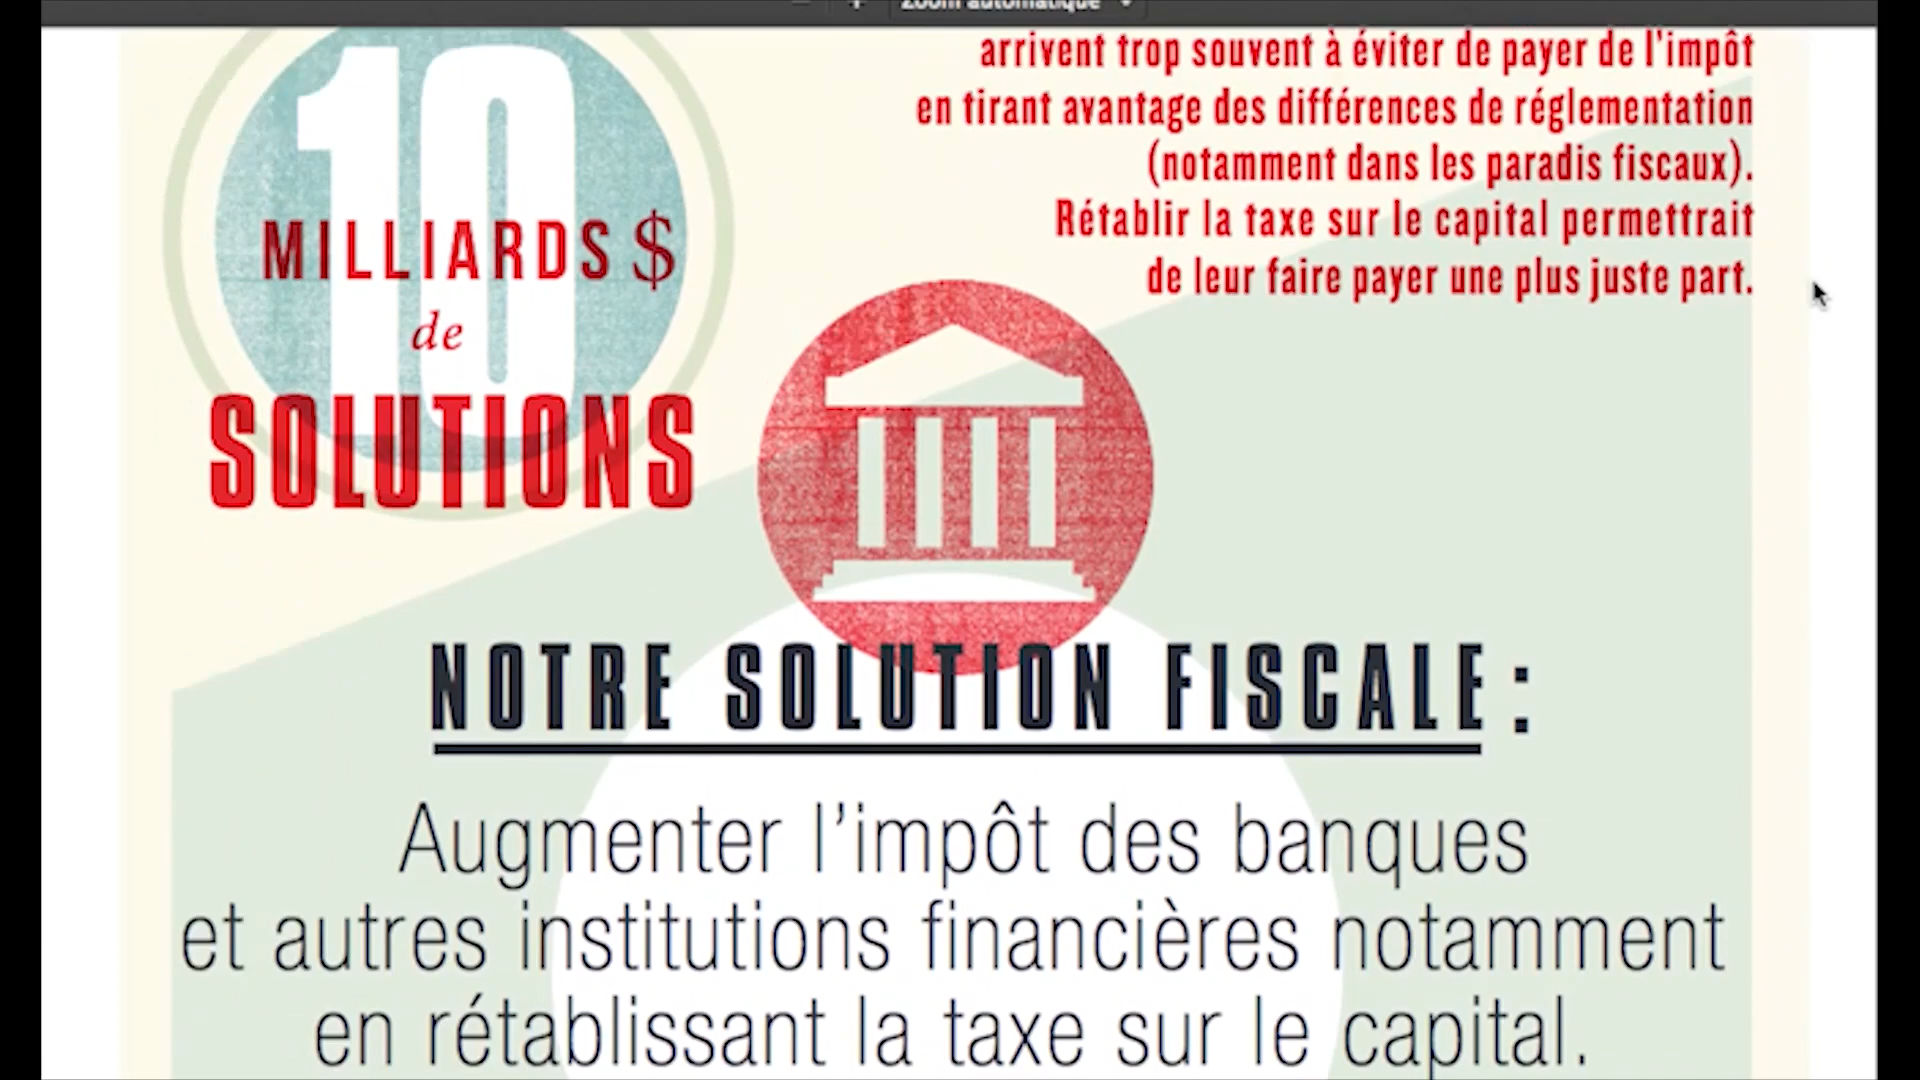 Zoom automatique
10
MILLIARDS $
de
SOLUTIONS
arrivent trop souvent à éviter de payer de l'impôt
en tirant avantage des différences de réglementation
(notamment dans les paradis fiscaux).
Rétablir la taxe sur le capital permettrait
de leur faire payer une plus juste part.
NOTRE SOLUTION FISCALE :
Augmenter l'impôt des banques
et autres institutions financières notamment
en rétablissant la taxe sur le capital.